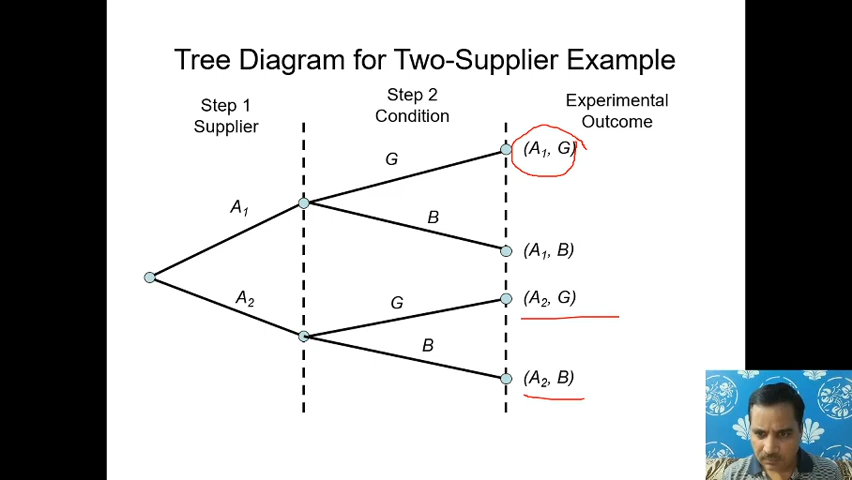 Tree Diagram for Two-Supplier Example
Step 1
Supplier
Step 2
Condition
Experimental
Outcome
A₁
A₂
G
B
G
B
(A₁, G)
(A₁, B)
(A₂, G)
(A₂, B)